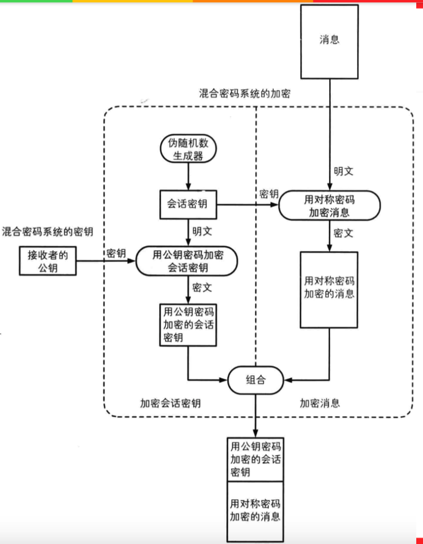 消息
混合密码系统的加密
伪随机数
生成器
明文
会话密钥
密钥
用对称密码
加密消息
混合密码系统的密钥
明文
密文
接收者的
公钥
密钥
用公钥密码加密
会话密钥
用对称密码
加密的消息
密文
用公钥密码
加密的会话
密钥
组合
加密会话密钥
加密消息
用公钥密码
加密的会话
密钥
用对称密码
加密的消息